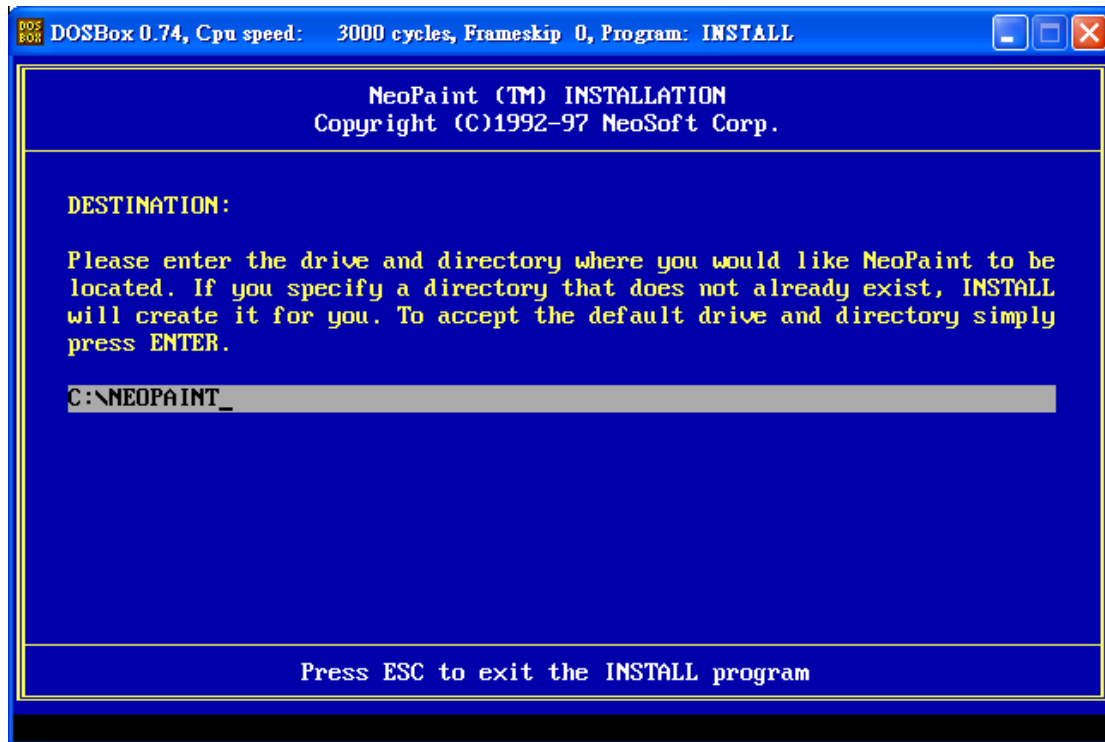 DOS BOX DOSBox 0.74, Cpu speed: 3000 cycles, Frameskip 0, Program: INSTALL
NeoPaint (TM) INSTALLATION
Copyright (C)1992-97 NeoSoft Corp.
DESTINATION:
Please enter the drive and directory where you would like NeoPaint to be
located. If you specify a directory that does not already exist, INSTALL
will create it for you. To accept the default drive and directory simply
press ENTER.
C:\NEOPAINT_
Press ESC to exit the INSTALL program